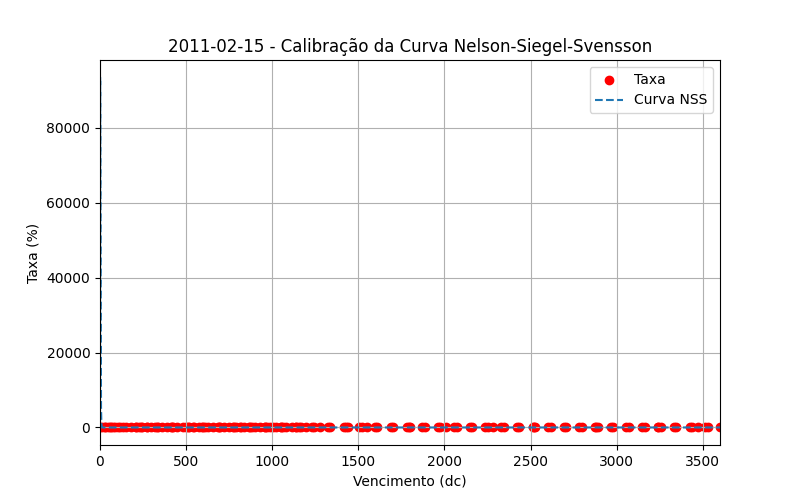 2011-02-15 - Calibração da Curva Nelson-Siegel-Svensson
Taxa
Curva NSS
Taxa (%)
80000
60000
40000
20000
0
0 500 1000 1500 2000 2500 3000 3500
Vencimento (dc)